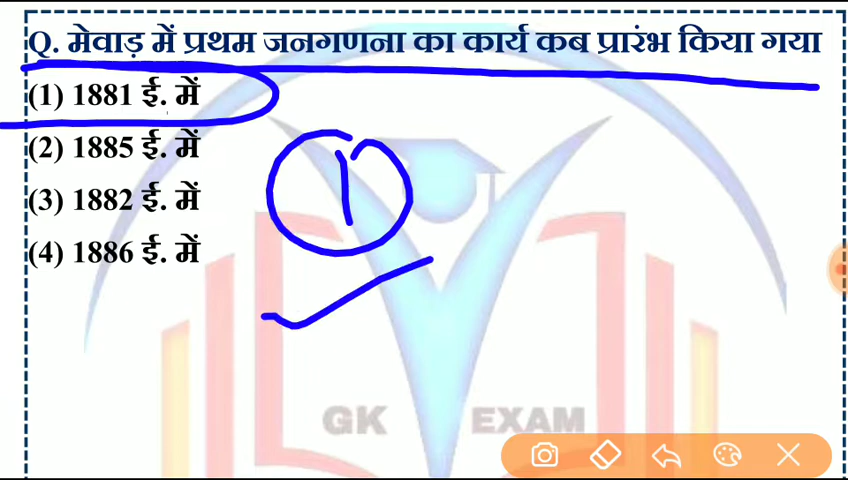 Q. मेवाड़ में प्रथम जनगणना का कार्य कब प्रारंभ किया गया
(1) 1881 ई. में
(2) 1885 ई. में
(3) 1882 ई. में
(4) 1886 ई. में
1
GK EXAM